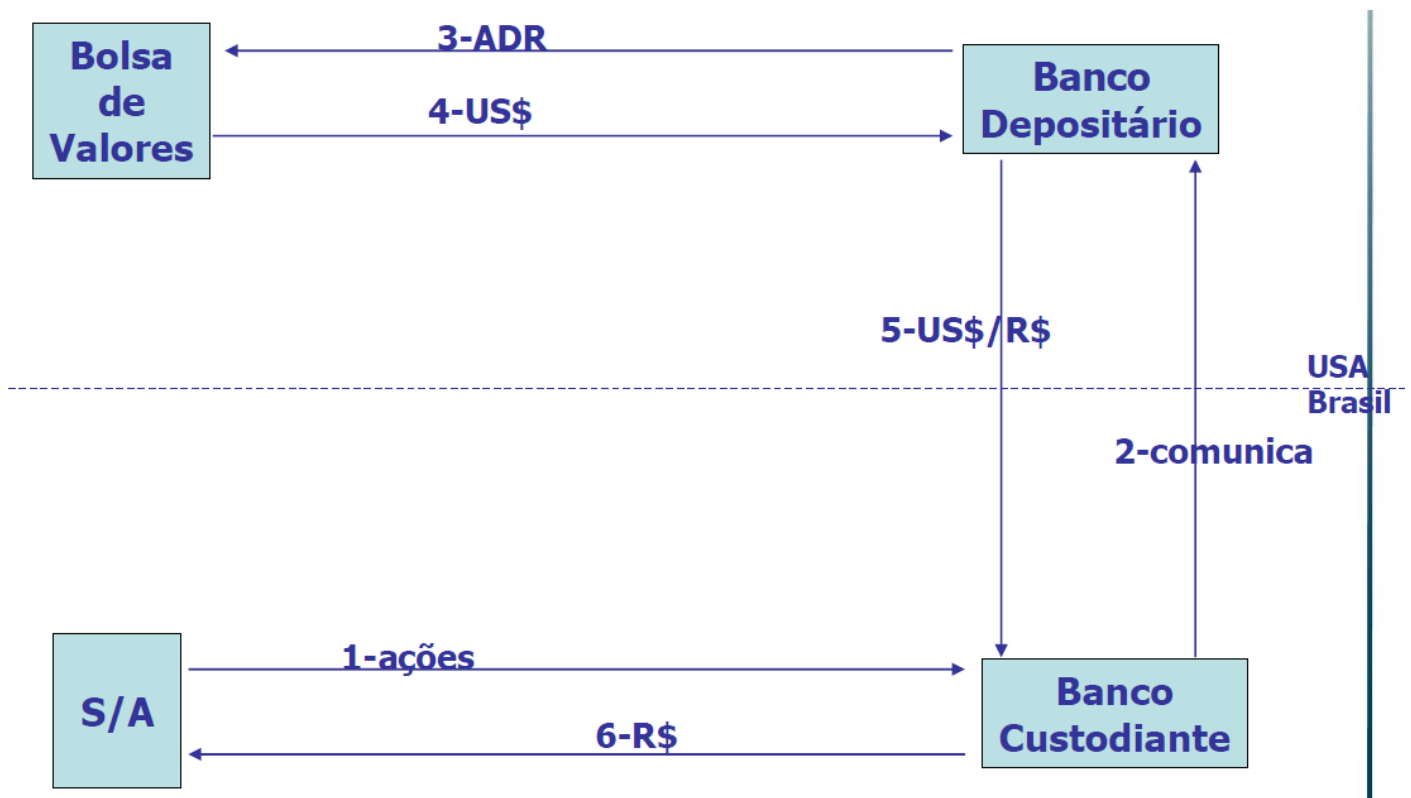 3-ADR
Bolsa
de
Valores
Banco
Depositário
4-US$
5-US$/R$
USA
Brasil
2-comunica
1-ações
S/A
Banco
Custodiante
6-R$